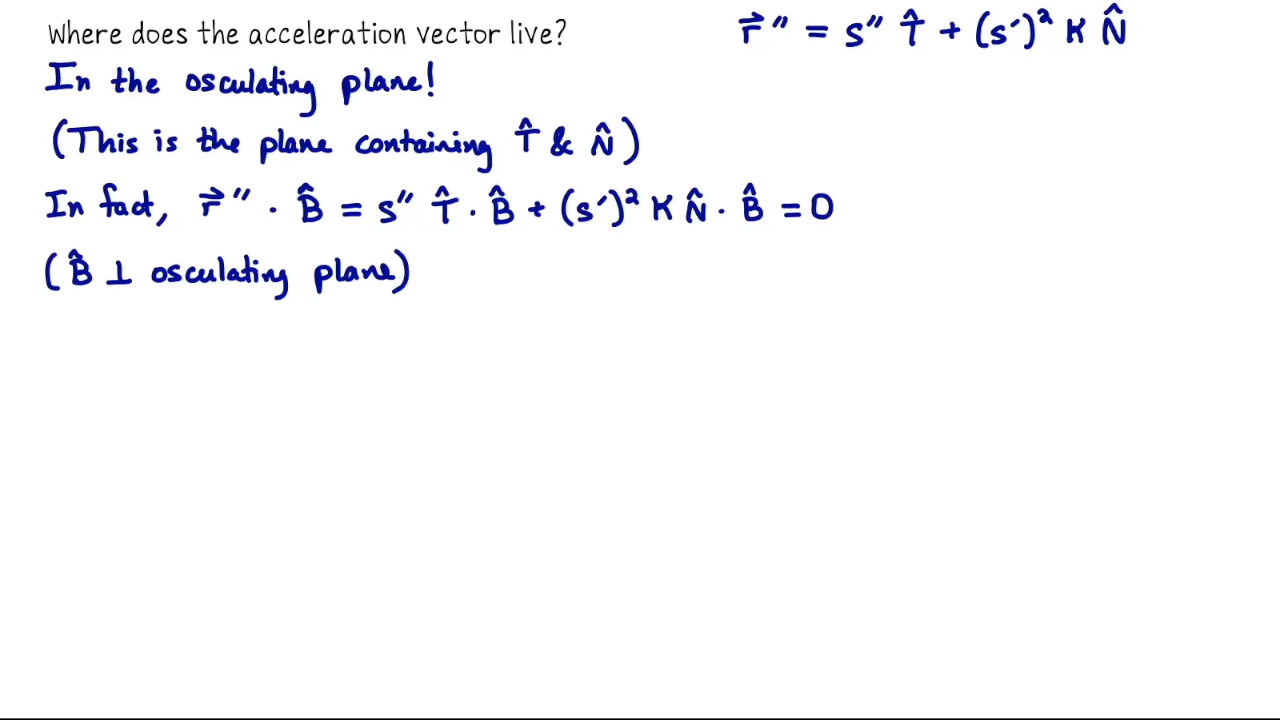 Where does the acceleration vector live?
r⃗″ = s″ T̂ + (s′)² κ N̂
In the osculating plane!
(This is the plane containing T̂ & N̂)
In fact, r⃗″ · B̂ = s″ T̂ · B̂ + (s′)² κ N̂ · B̂ = 0
(B̂ ⊥ osculating plane)